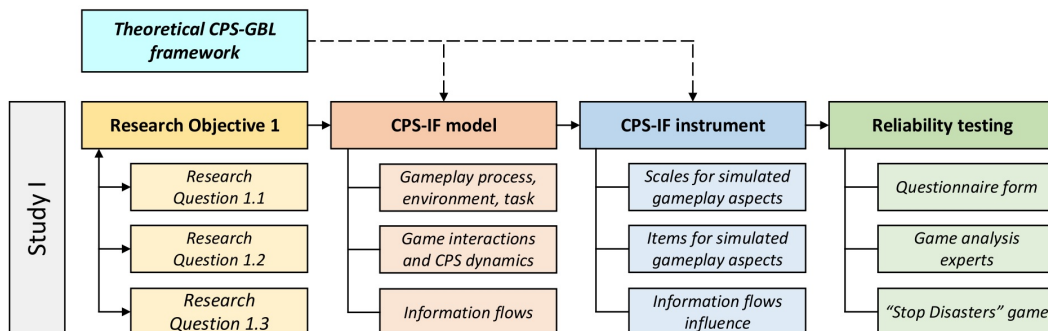 Theoretical CPS-GBL
framework
Study I
Research Objective 1
CPS-IF model
CPS-IF instrument
Reliability testing
Research
Question 1.1
Gameplay process,
environment, task
Scales for simulated
gameplay aspects
Questionnaire form
Research
Question 1.2
Game interactions
and CPS dynamics
Items for simulated
gameplay aspects
Game analysis
experts
Research
Question 1.3
Information flows
Information flows
influence
“Stop Disasters” game